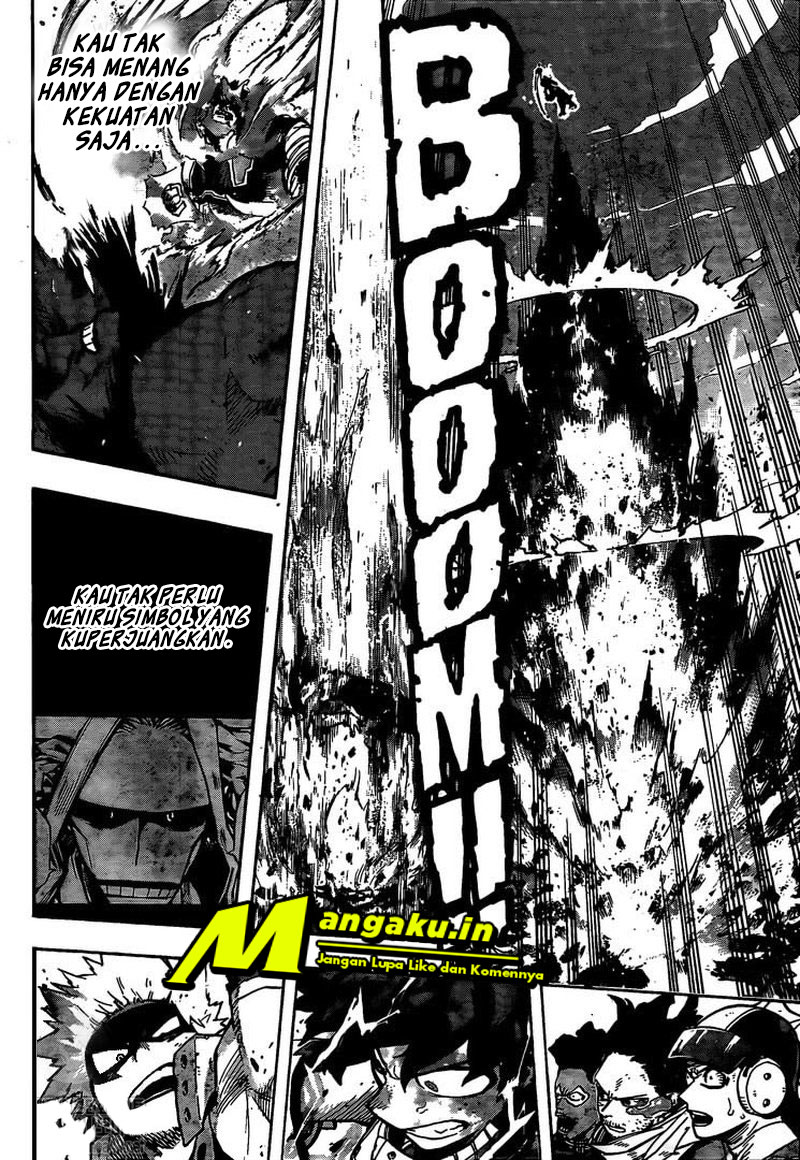 BOOOM!!
KAU TAK
BISA MENANG
HANYA DENGAN
KEKUATAN
SAJA...
KAU TAK PERLU
MENIRU SIMBOL YANG
KUPERJUANGKAN.
Mangaku.in
Jangan Lupa Like dan Komennya